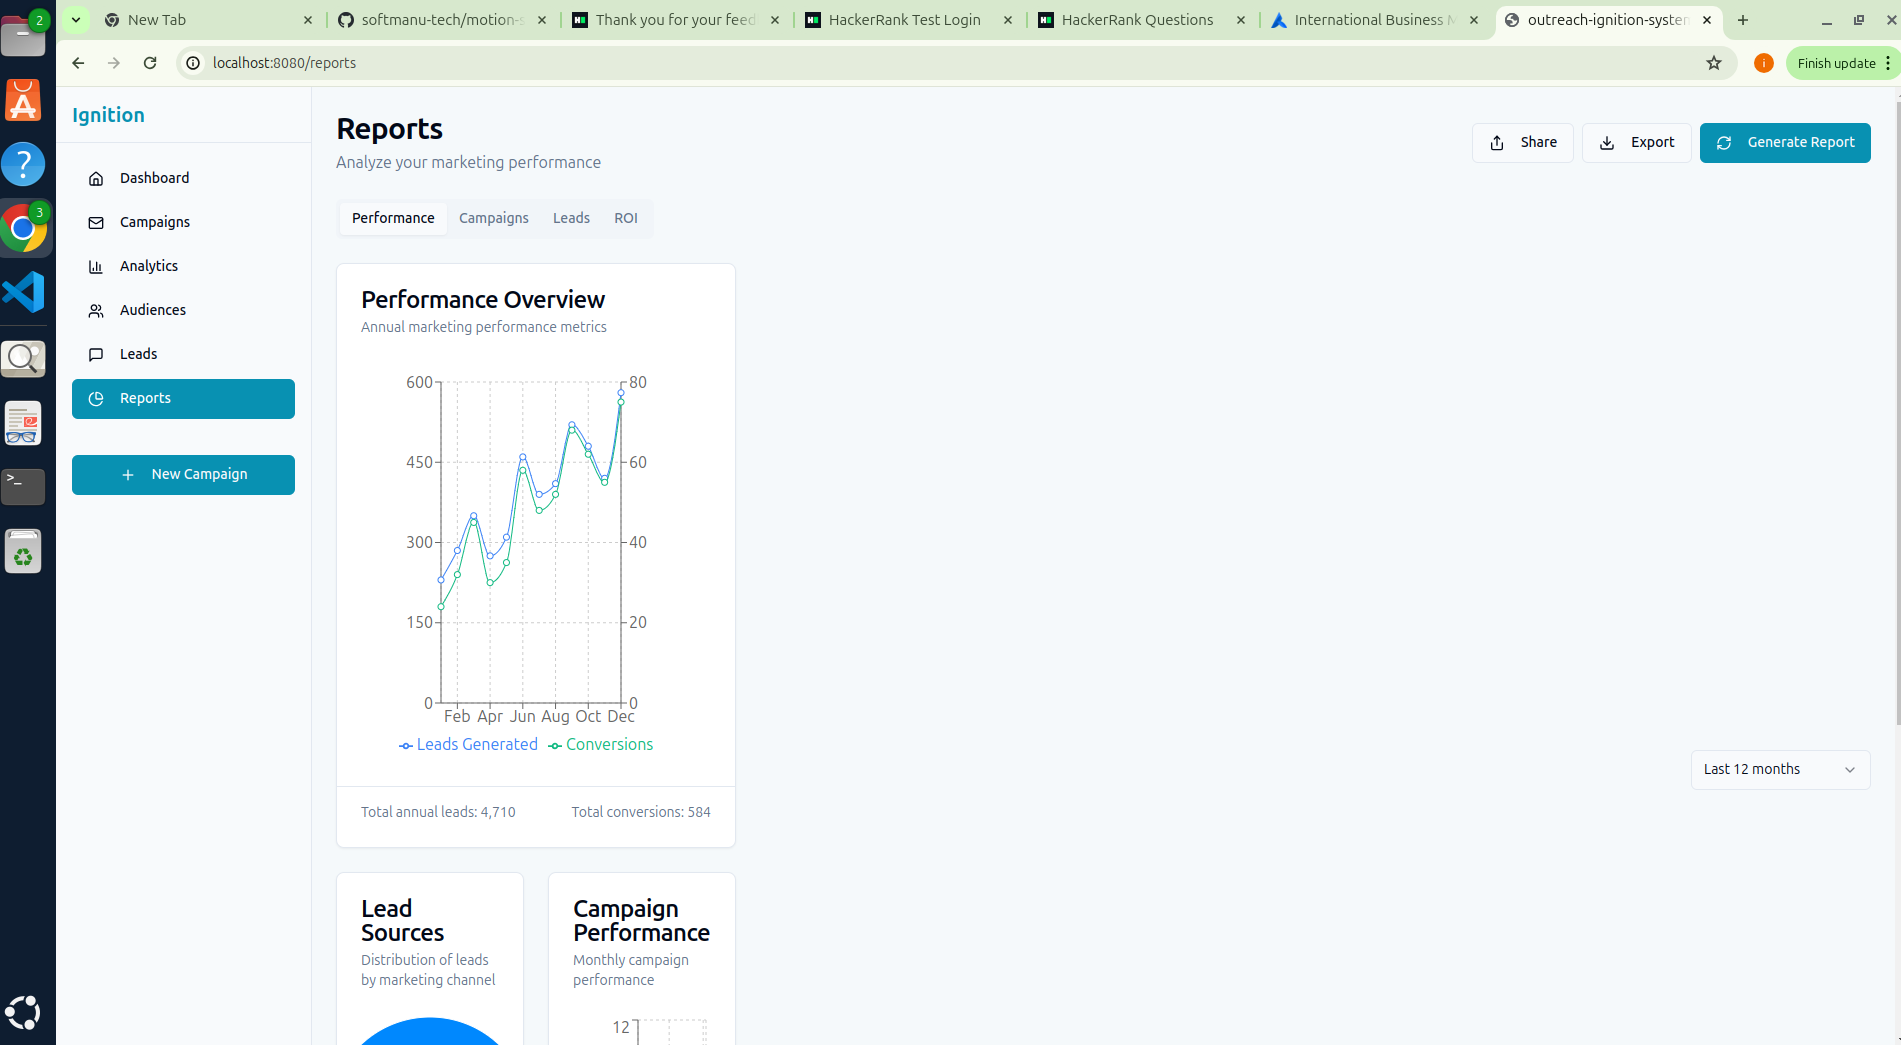 2
New Tab
softmanu-tech/motion-s
Thank you for your feed
HackerRank Test Login
HackerRank Questions
International Business M
outreach-ignition-system
localhost:8080/reports
i
Finish update
3
Ignition
Dashboard
Campaigns
Analytics
Audiences
Leads
Reports
New Campaign
Reports
Analyze your marketing performance
Share
Export
Generate Report
Performance
Campaigns
Leads
ROI
Performance Overview
Annual marketing performance metrics
600
450
300
150
0
80
60
40
20
0
Feb Apr Jun Aug Oct Dec
Leads Generated
Conversions
Total annual leads: 4,710
Total conversions: 584
Last 12 months
Lead
Sources
Distribution of leads
by marketing channel
Campaign
Performance
Monthly campaign
performance
12